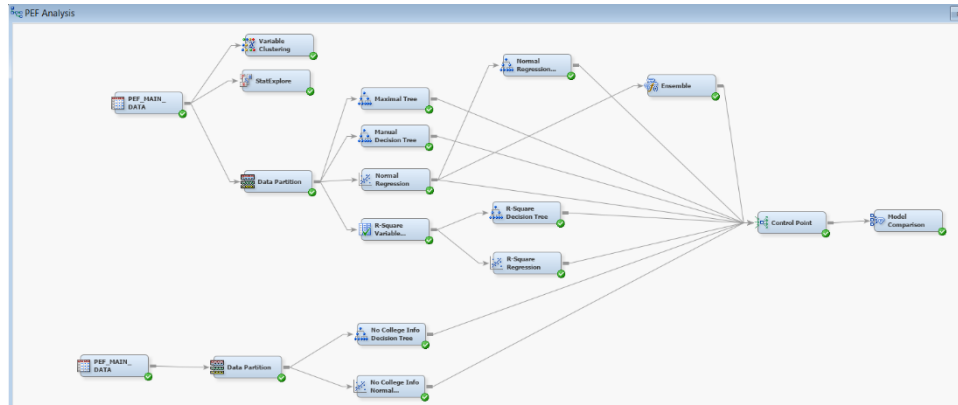 PEF Analysis
Variable
Clustering
StatExplore
PEF_MAIN_
DATA
Data Partition
Maximal Tree
Manual
Decision Tree
Normal
Regression
R-Square
Variable...
Normal
Regression...
Ensemble
R-Square
Decision Tree
R-Square
Regression
Control Point
Model
Comparison
PEF_MAIN_
DATA
Data Partition
No College Info
Decision Tree
No College Info
Normal...